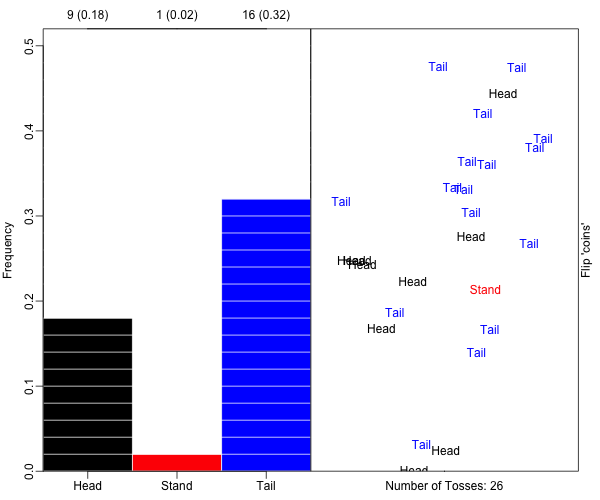 9 (0.18) 1 (0.02) 16 (0.32)
0.5
0.4
0.3
0.2
0.1
0.0
Frequency
Head Stand Tail
Tail Tail
Head
Tail
Tail
Tail
Tail Tail
Tail Tail
Tail
Tail
Head
Tail
Head Head
Head
Head
Stand
Tail
Head Tail
Tail
Tail Head
Head
Flip 'coins'
Number of Tosses: 26